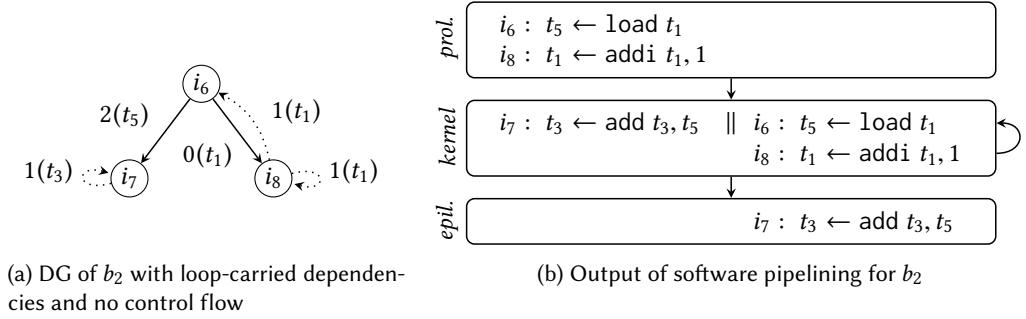 i6
2(t5)
1(t1)
0(t1)
1(t3)
i7
i8
1(t1)
(a) DG of b2 with loop-carried dependen-
cies and no control flow
prol.
i6 : t5 ← load t1
i8 : t1 ← addi t1, 1
kernel
i7 : t3 ← add t3, t5 ∥ i6 : t5 ← load t1
i8 : t1 ← addi t1, 1
epil.
i7 : t3 ← add t3, t5
(b) Output of software pipelining for b2